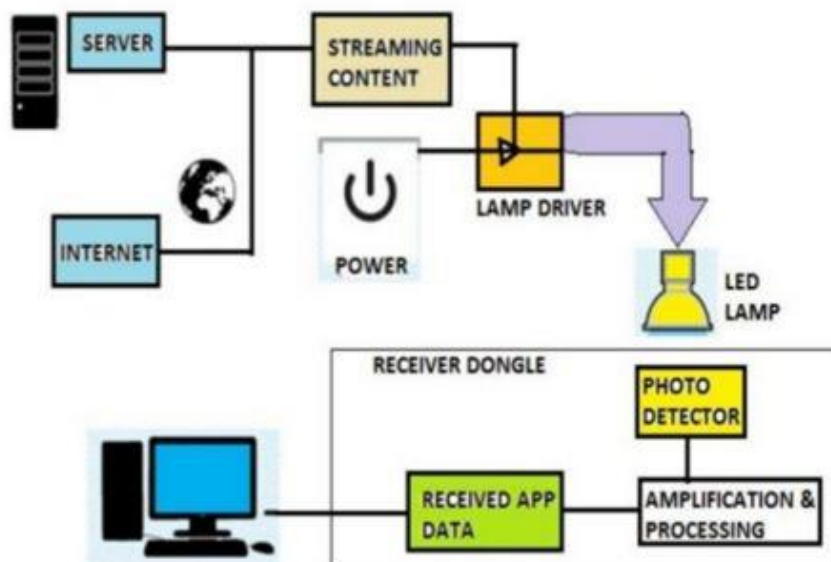 SERVER
STREAMING
CONTENT
LAMP DRIVER
INTERNET
POWER
LED
LAMP
RECEIVER DONGLE
PHOTO
DETECTOR
RECEIVED APP
DATA
AMPLIFICATION &
PROCESSING